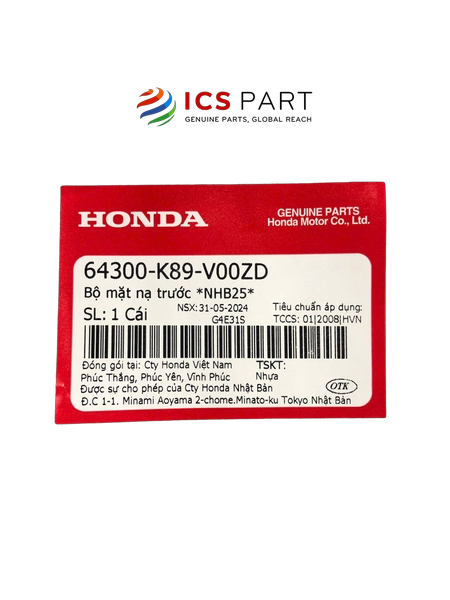 ICS PART
GENUINE PARTS, GLOBAL REACH
HONDA
GENUINE PARTS
Honda Motor Co., Ltd.
64300-K89-V00ZD
Bộ mặt nạ trước *NHB25*
SL: 1 Cái
NSX: 31-05-2024
G4E31S
Tiêu chuẩn áp dụng:
TCCS: 01|2008|HVN
Đóng gói tại: Cty Honda Việt Nam
Phúc Thắng, Phúc Yên, Vĩnh Phúc
TSKT:
Nhựa
Được sự cho phép của Cty Honda Nhật Bản
Đ.C 1-1. Minami Aoyama 2-chome.Minato-ku Tokyo Nhật Bản
OTK